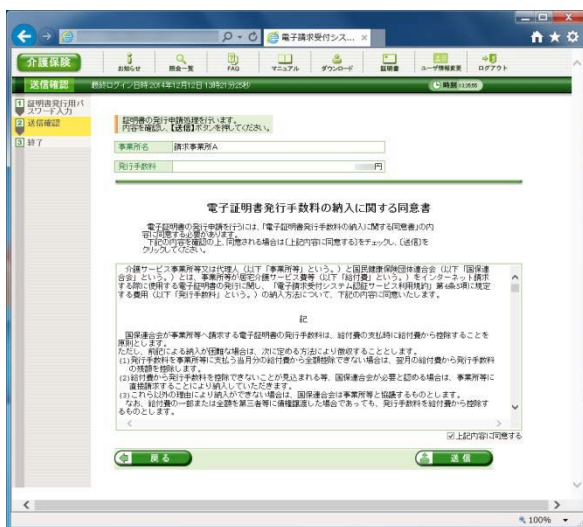 電子請求受付シス... ×
介護保険
お知らせ
照会一覧
FAQ
マニュアル
ダウンロード
証明書
ユーザ情報変更
ログアウト
送信確認
最終ログイン日時:2014年12月12日 13時21分25秒
時刻
1 証明書発行用パ
スワード入力
2 送信確認
3 終了
証明書の発行申請処理を行います。
内容を確認し、【送信】ボタンを押してください。
事業所名 請求事業所A
発行手数料 円
電子証明書発行手数料の納入に関する同意書
電子証明書の発行申請を行うには、「電子証明書発行手数料の納入に関する同意書」の内
容に同意する必要があります。
下記の内容を確認の上、同意される場合は[上記内容に同意する]をチェックし、[送信]を
クリックしてください。
介護サービス事業所等又は代理人(以下「事業所等」という。)と国民健康保険団体連合会(以下「国保連
合会」という。)とは、事業所等が居宅介護サービス費等(以下「給付費」という。)をインターネット請求
する際に使用する電子証明書の発行に関し、「電子請求受付システム認証サービス利用規約」第6条5項に規定
する費用(以下「発行手数料」という。)の納入方法について、下記の内容に同意いたします。
記
国保連合会が事業所等へ請求する電子証明書の発行手数料は、給付費の支払時に給付費から控除することを
原則とします。
ただし、前記による納入が困難な場合は、次に定める方法により徴収することとします。
(1)発行手数料を事業所等に支払う当月分の給付費から全額控除できない場合は、翌月の給付費から発行手数料
の残額を控除します。
(2)給付費から発行手数料を控除できないことが見込まれる等、国保連合会が必要と認める場合は、事業所等に
直接請求することにより納入していただきます。
(3)これら以外の理由により納入ができない場合は、国保連合会は事業所等と協議するものとします。
なお、給付費の一部または全額を第三者等に債権譲渡した場合であっても、発行手数料を給付費から控除す
るものとします。
上記内容に同意する
戻る
送信
100%